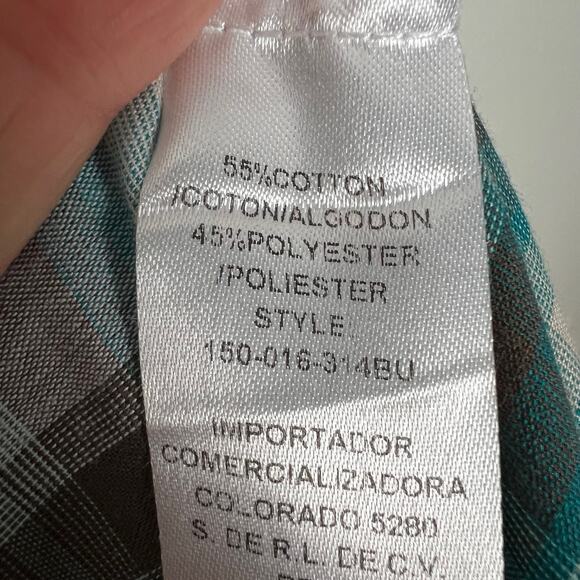 55%COTTON
/COTON/ALGODON
45%POLYESTER
/POLIESTER
STYLE:
150-016-314BU
IMPORTADOR
COMERCIALIZADORA
COLORADO 5280
S. DE R.L. DE C.V.